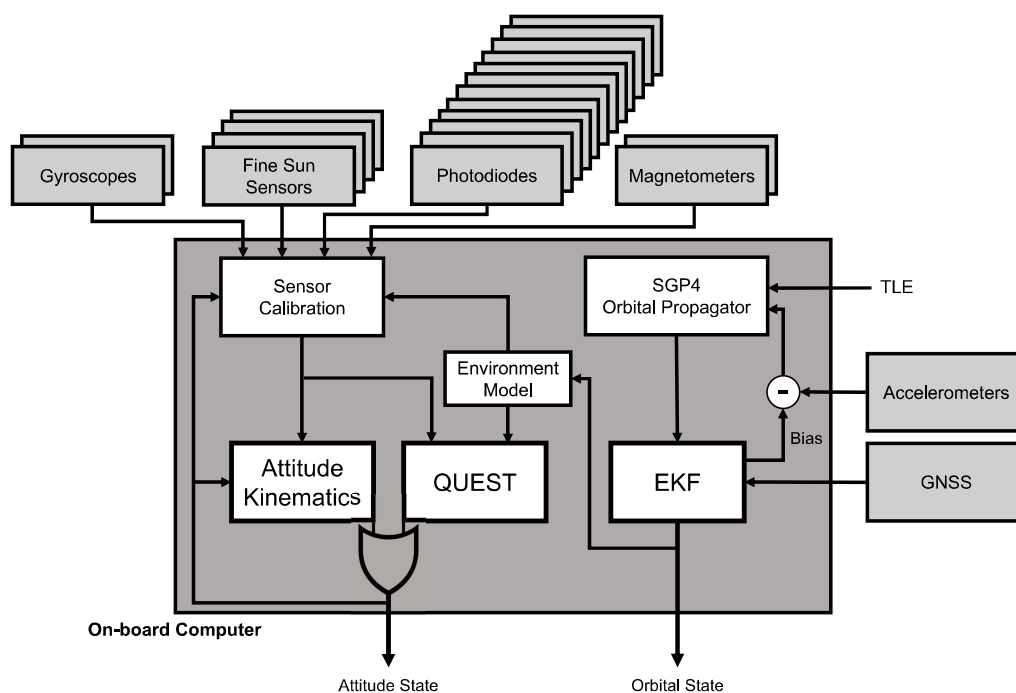 Gyroscopes
Fine Sun
Sensors
Photodiodes
Magnetometers
Sensor
Calibration
SGP4
Orbital Propagator
TLE
Environment
Model
-
Accelerometers
Bias
Attitude
Kinematics
QUEST
EKF
GNSS
On-board Computer
Attitude State
Orbital State